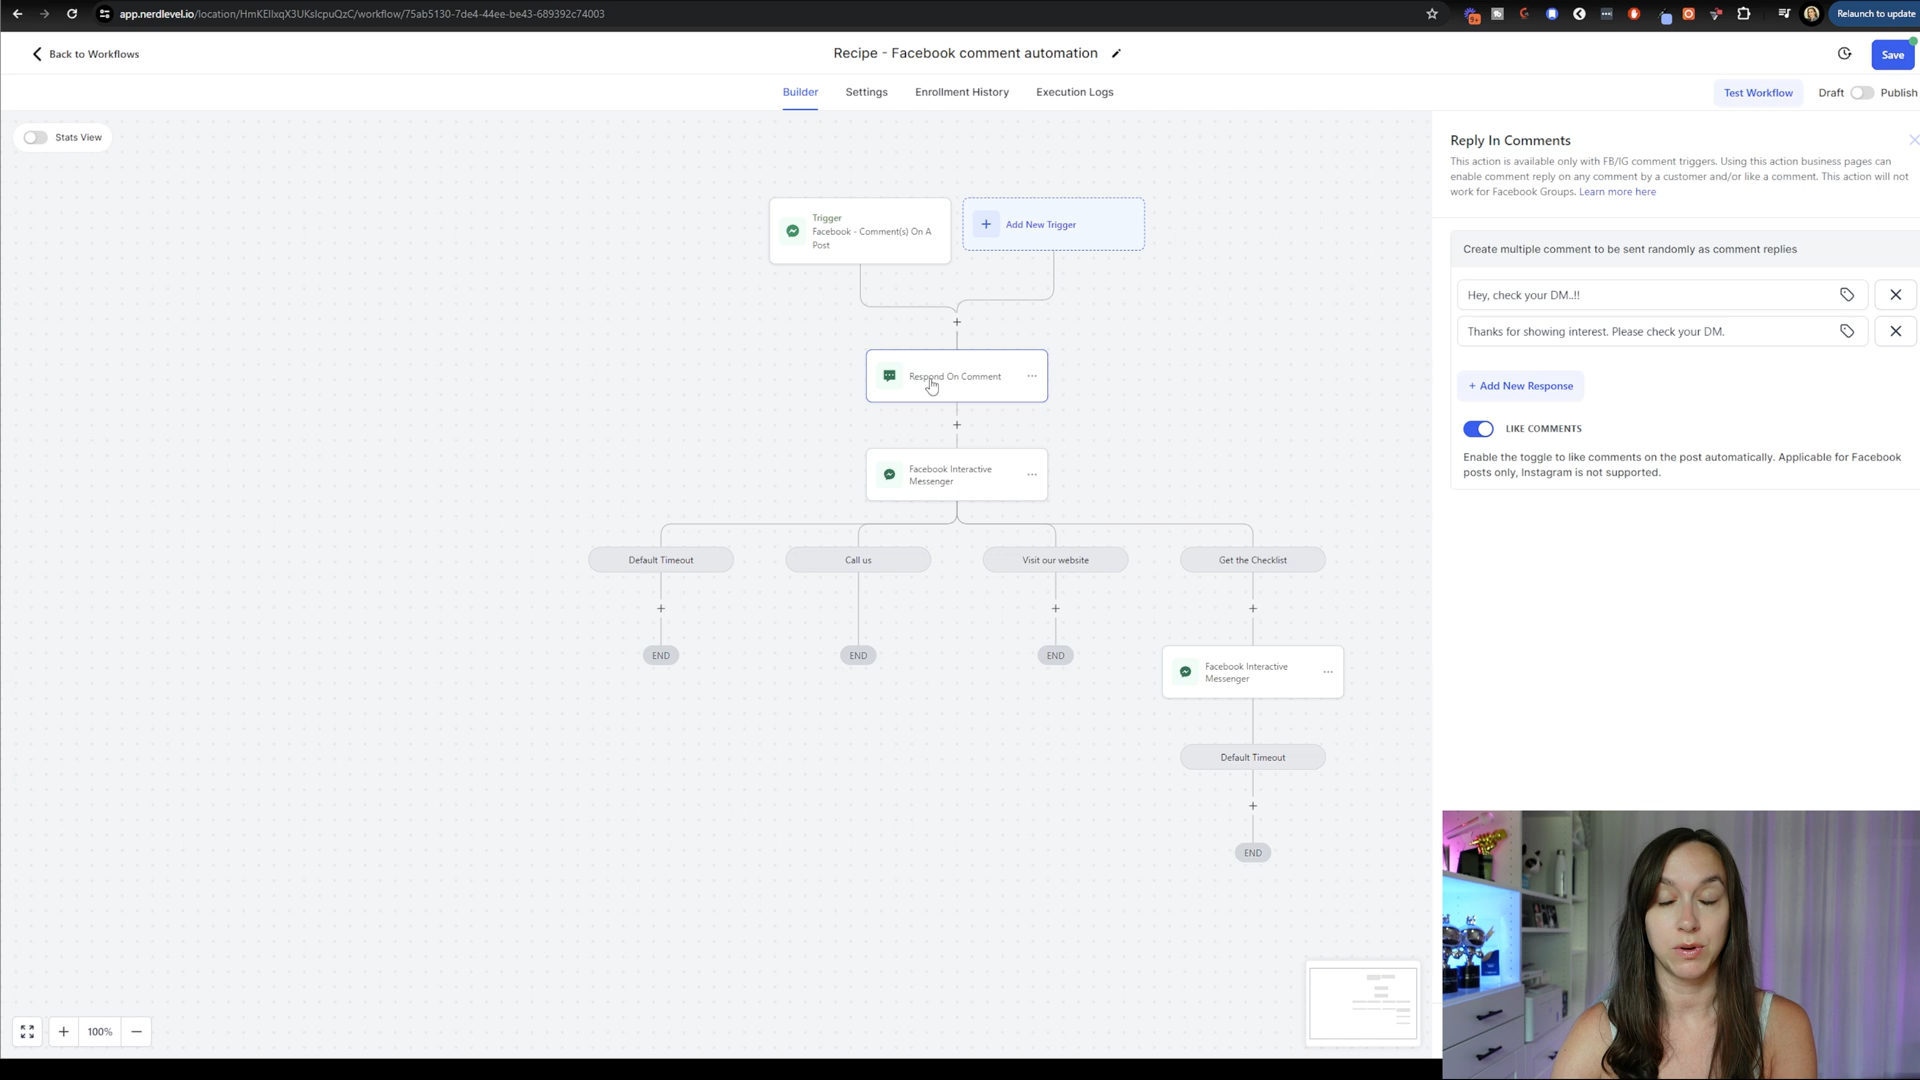 app.nerdlevel.io/location/HmKEIlxqX3UKslcpuQzC/workflow/75ab5130-7de4-44ee-be43-689392c74003
9+
Relaunch to update
Back to Workflows
Recipe - Facebook comment automation
Save
Builder
Settings
Enrollment History
Execution Logs
Test Workflow
Draft
Publish
Stats View
Trigger
Facebook - Comment(s) On A
Post
+ Add New Trigger
+
Respond On Comment
+
Facebook Interactive
Messenger
Default Timeout
Call us
Visit our website
Get the Checklist
+
+
+
END
END
END
Facebook Interactive
Messenger
Default Timeout
+
END
+ 100% −
Reply In Comments
This action is available only with FB/IG comment triggers. Using this action business pages can
enable comment reply on any comment by a customer and/or like a comment. This action will not
work for Facebook Groups. Learn more here
Create multiple comment to be sent randomly as comment replies
Hey, check your DM..!!
Thanks for showing interest. Please check your DM.
+ Add New Response
LIKE COMMENTS
Enable the toggle to like comments on the post automatically. Applicable for Facebook
posts only, Instagram is not supported.